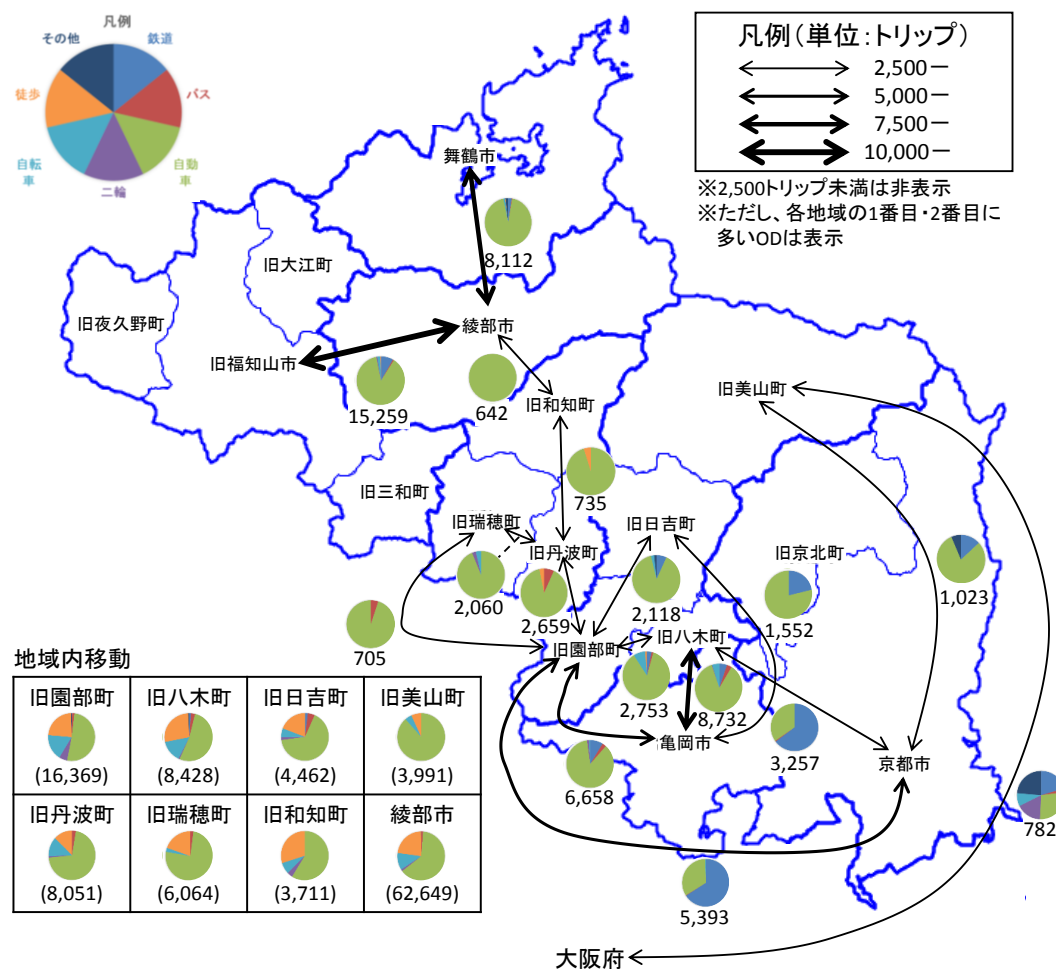 凡例
その他
鉄道
徒歩
バス
自転
車
自動
車
二輪
凡例(単位:トリップ)
2,500ー
5,000ー
7,500ー
10,000ー
※2,500トリップ未満は非表示
※ただし、各地域の1番目・2番目に
多いODは表示
舞鶴市
8,112
旧大江町
旧夜久野町
綾部市
旧福知山市
15,259
642
旧和知町
旧美山町
735
旧三和町
旧瑞穂町
旧丹波町
旧日吉町
旧京北町
2,060
2,659
2,118
1,552
1,023
705
旧園部町
旧八木町
2,753
8,732
亀岡市
3,257
京都市
6,658
782
5,393
大阪府
地域内移動
旧園部町 旧八木町 旧日吉町 旧美山町
(16,369) (8,428) (4,462) (3,991)
旧丹波町 旧瑞穂町 旧和知町 綾部市
(8,051) (6,064) (3,711) (62,649)